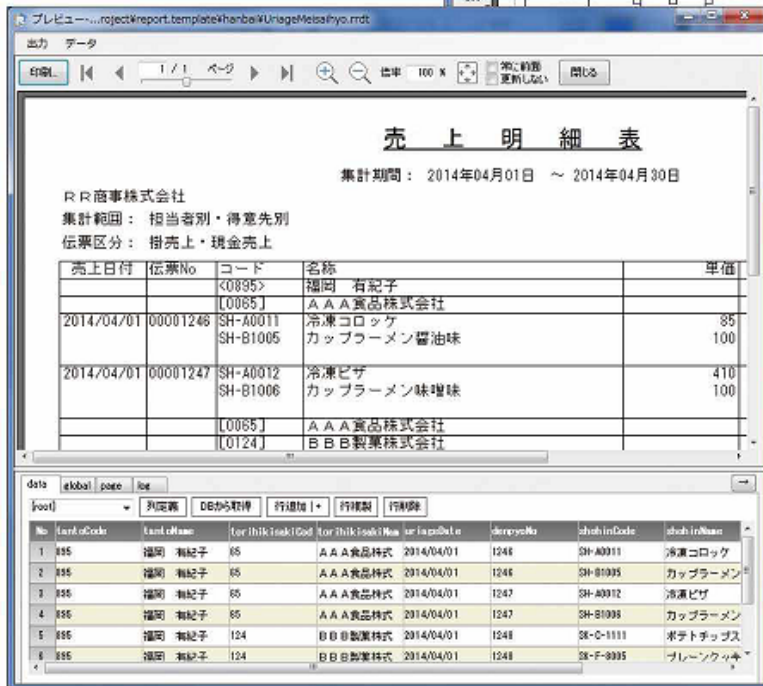 プレビュー-...roject¥report.template¥hanbai¥UriageMeisaihyo.rrdt
出力 データ
印刷... 1 / 1 ページ 倍率 100 % 常に前面 更新しない 閉じる
売 上 明 細 表
集計期間： 2014年04月01日 ～ 2014年04月30日
ＲＲ商事株式会社
集計範囲： 担当者別・得意先別
伝票区分： 掛売上・現金売上
売上日付 伝票No コード 名称 単価
<0895> 福岡 有紀子
[0065] ＡＡＡ食品株式会社
2014/04/01 00001246 SH-A0011 冷凍コロッケ 85
SH-B1005 カップラーメン醤油味 100
2014/04/01 00001247 SH-A0012 冷凍ピザ 410
SH-B1006 カップラーメン味噌味 100
[0065] ＡＡＡ食品株式会社
[0124] ＢＢＢ製菓株式会社
data global page log
(root) 列定義 DBから取得 行追加 |+ 行複製 行削除
No tantoCode tantoName torihikisakiCod torihikisakiNam uriageDate denpyoNo shohinCode shohinName
1 895 福岡 有紀子 65 ＡＡＡ食品株式 2014/04/01 1246 SH-A0011 冷凍コロッケ
2 895 福岡 有紀子 65 ＡＡＡ食品株式 2014/04/01 1246 SH-B1005 カップラーメン
3 895 福岡 有紀子 65 ＡＡＡ食品株式 2014/04/01 1247 SH-A0012 冷凍ピザ
4 895 福岡 有紀子 65 ＡＡＡ食品株式 2014/04/01 1247 SH-B1006 カップラーメン
5 895 福岡 有紀子 124 ＢＢＢ製菓株式 2014/04/01 1248 SK-C-1111 ポテトチップス
6 895 福岡 有紀子 124 ＢＢＢ製菓株式 2014/04/01 1248 SK-F-8005 プレーンクッキ